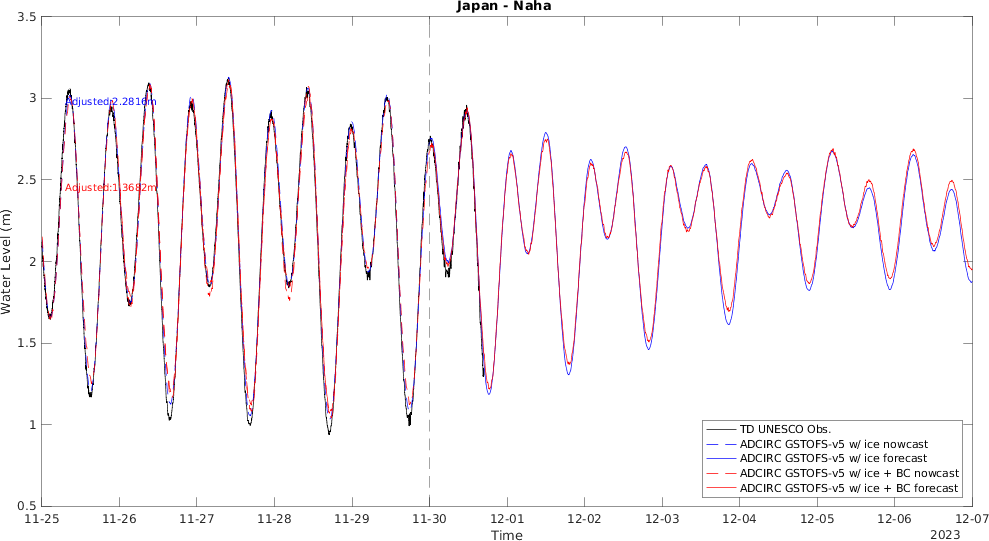 Japan - Naha
3.5
3
2.5
2
1.5
1
0.5
Water Level (m)
Adjusted:2.2816m
Adjusted:1.3682m
TD UNESCO Obs.
ADCIRC GSTOFS-v5 w/ ice nowcast
ADCIRC GSTOFS-v5 w/ ice forecast
ADCIRC GSTOFS-v5 w/ ice + BC nowcast
ADCIRC GSTOFS-v5 w/ ice + BC forecast
11-25 11-26 11-27 11-28 11-29 11-30 12-01 12-02 12-03 12-04 12-05 12-06 12-07
Time
2023